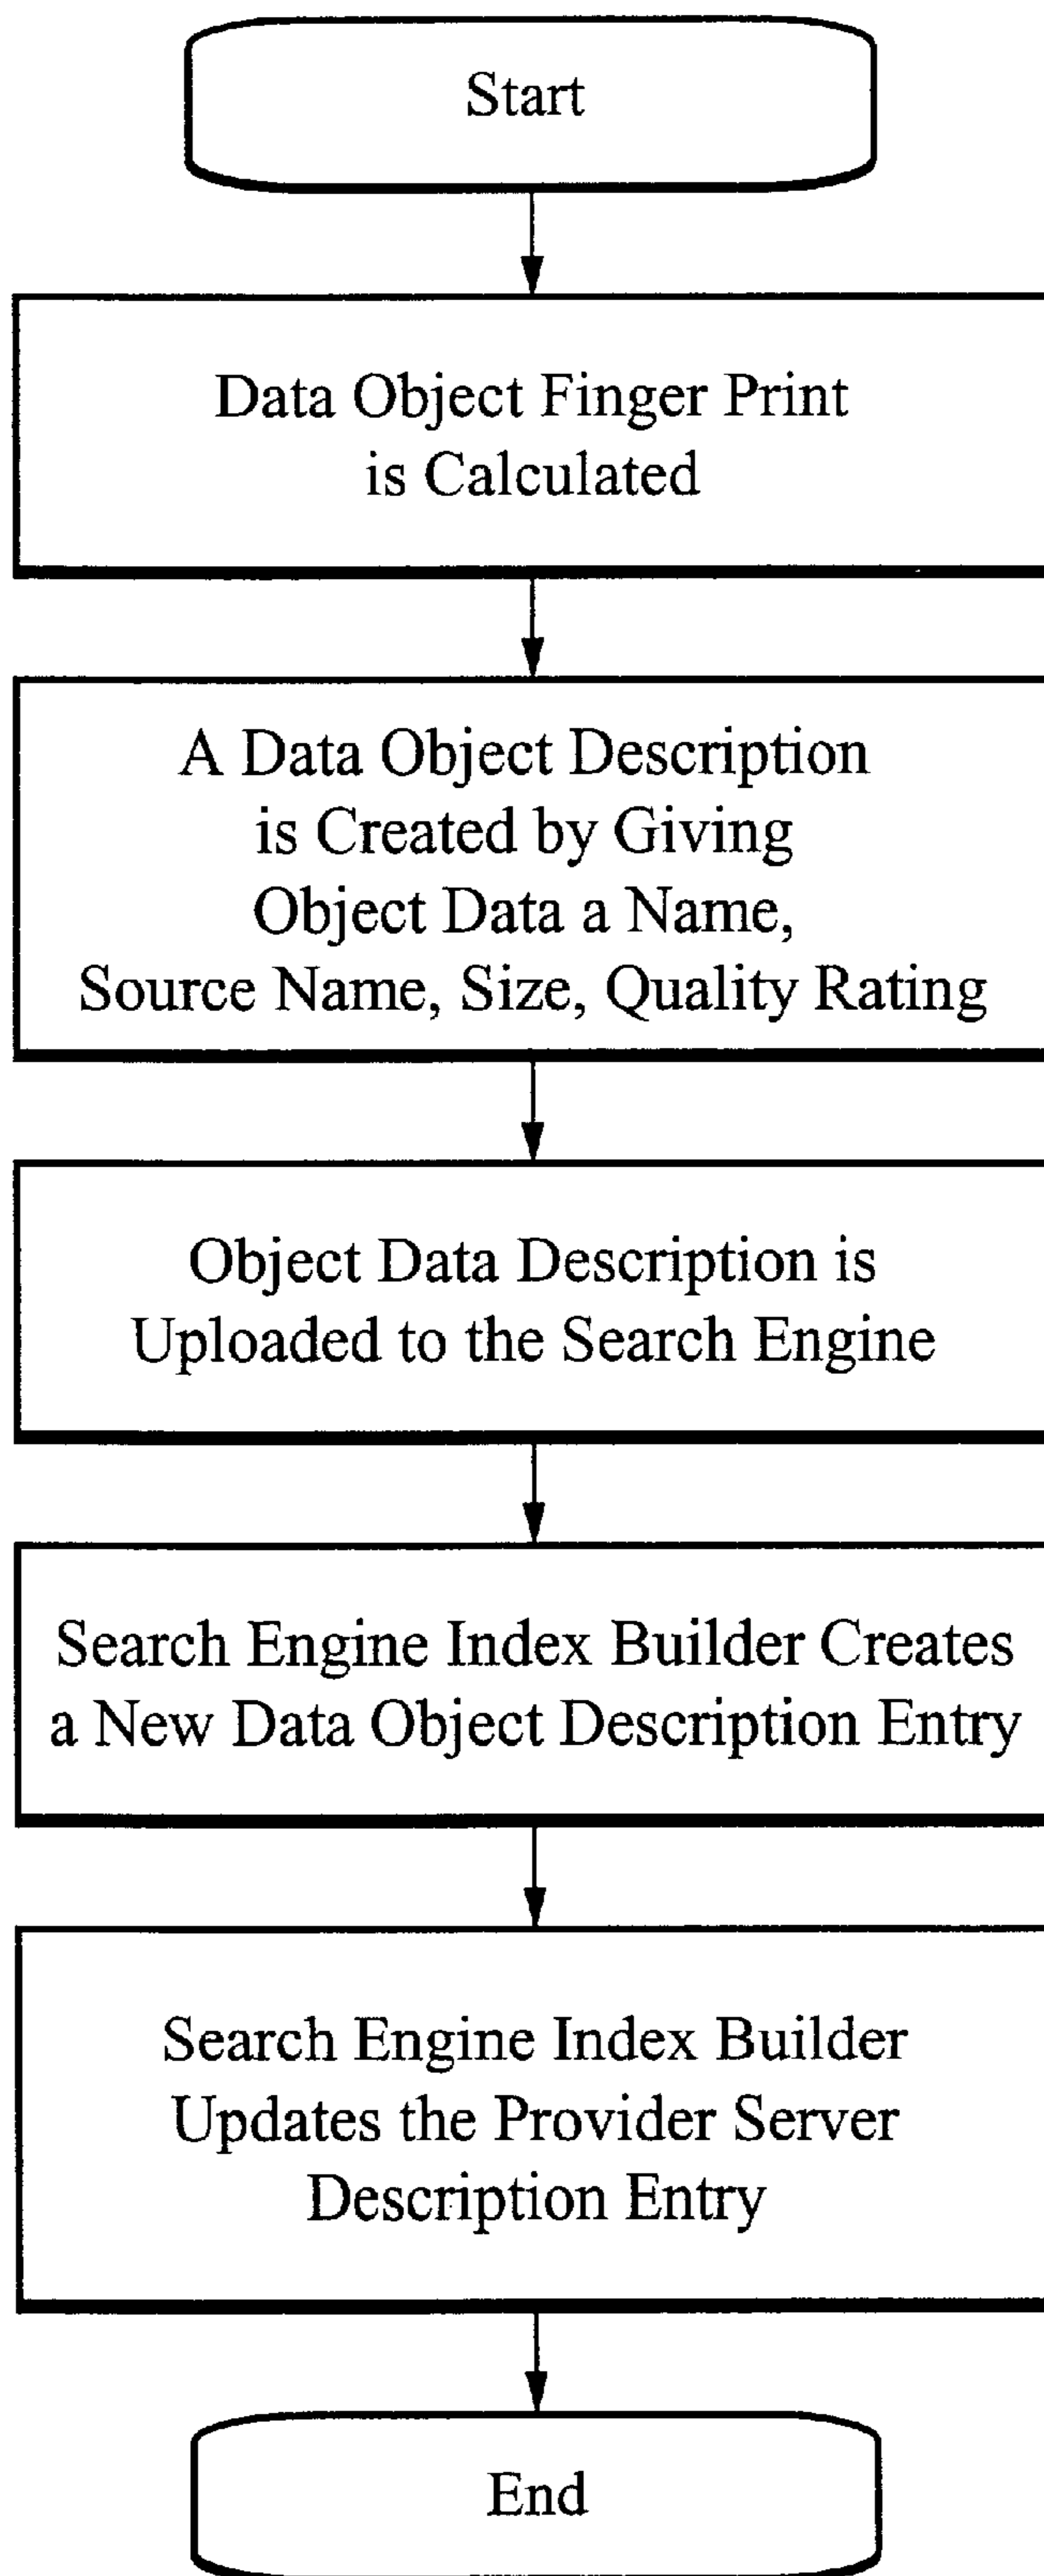 Start
Data Object Finger Print
is Calculated
A Data Object Description
is Created by Giving
Object Data a Name,
Source Name, Size, Quality Rating
Object Data Description is
Uploaded to the Search Engine
Search Engine Index Builder Creates
a New Data Object Description Entry
Search Engine Index Builder
Updates the Provider Server
Description Entry
End